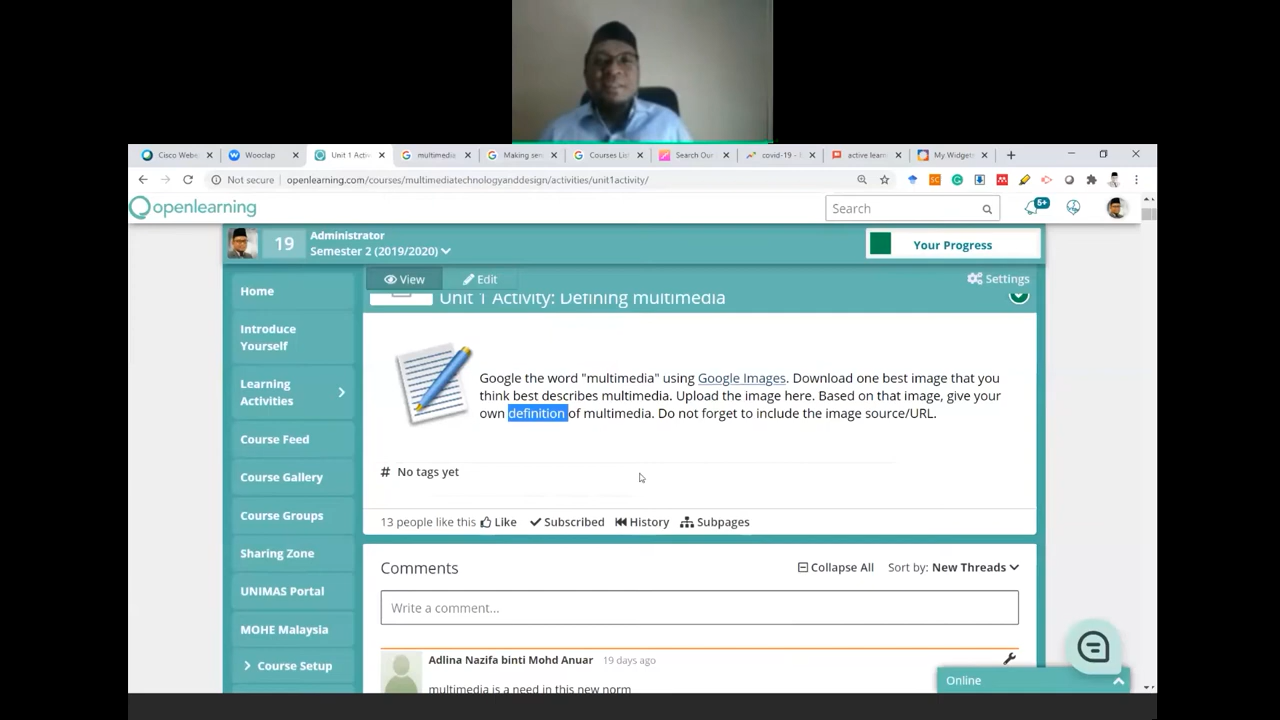 Cisco Webe
Wooclap
Unit 1 Activ
multimedia
Making sen
Courses Lis
Search Our
covid-19 -
active learn
My Widgets
Not secure
openlearning.com/courses/multimediatechnologyanddesign/activities/unit1activity/
openlearning
Search
5+
19
Administrator
Semester 2 (2019/2020)
Your Progress
View
Edit
Settings
Unit 1 Activity: Defining multimedia
Home
Introduce
Yourself
Learning
Activities
Course Feed
Course Gallery
Course Groups
Sharing Zone
UNIMAS Portal
MOHE Malaysia
Course Setup
Google the word "multimedia" using Google Images. Download one best image that you
think best describes multimedia. Upload the image here. Based on that image, give your
own definition of multimedia. Do not forget to include the image source/URL.
# No tags yet
13 people like this Like Subscribed History Subpages
Comments
Collapse All Sort by: New Threads
Write a comment...
Adlina Nazifa binti Mohd Anuar 19 days ago
multimedia is a need in this new norm
Online